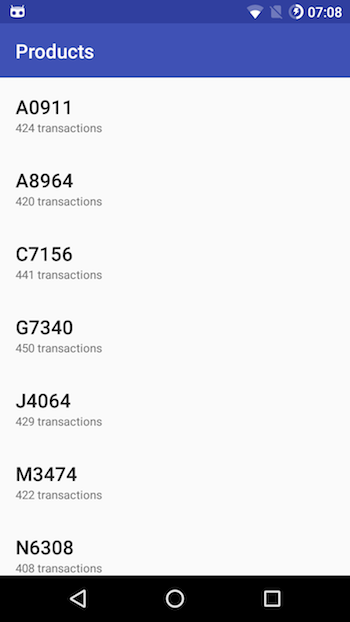 07:08
Products
A0911
424 transactions
A8964
420 transactions
C7156
441 transactions
G7340
450 transactions
J4064
429 transactions
M3474
422 transactions
N6308
408 transactions